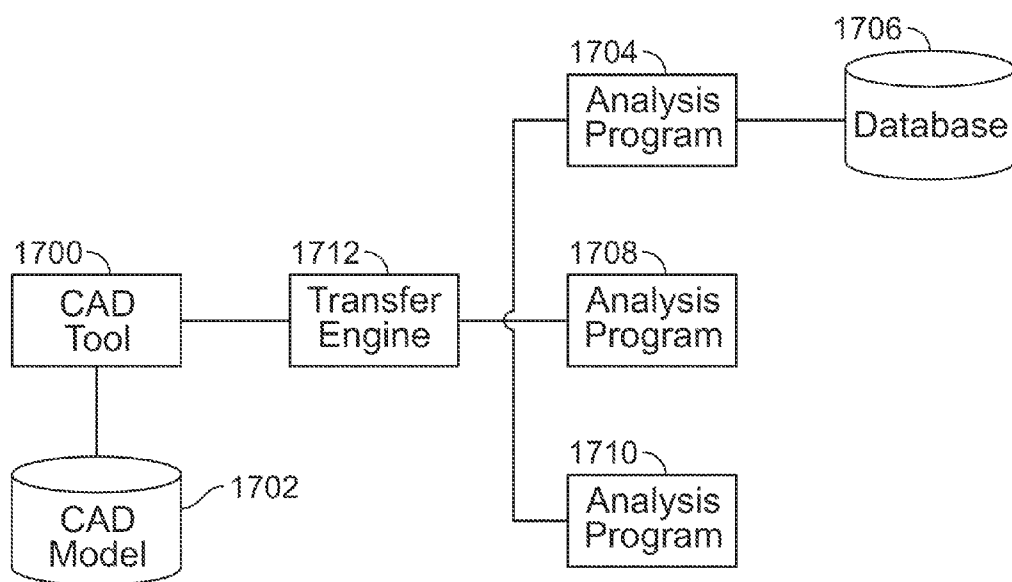 1704
Analysis
Program
1706
Database
1700
CAD
Tool
1712
Transfer
Engine
1708
Analysis
Program
1702
CAD
Model
1710
Analysis
Program